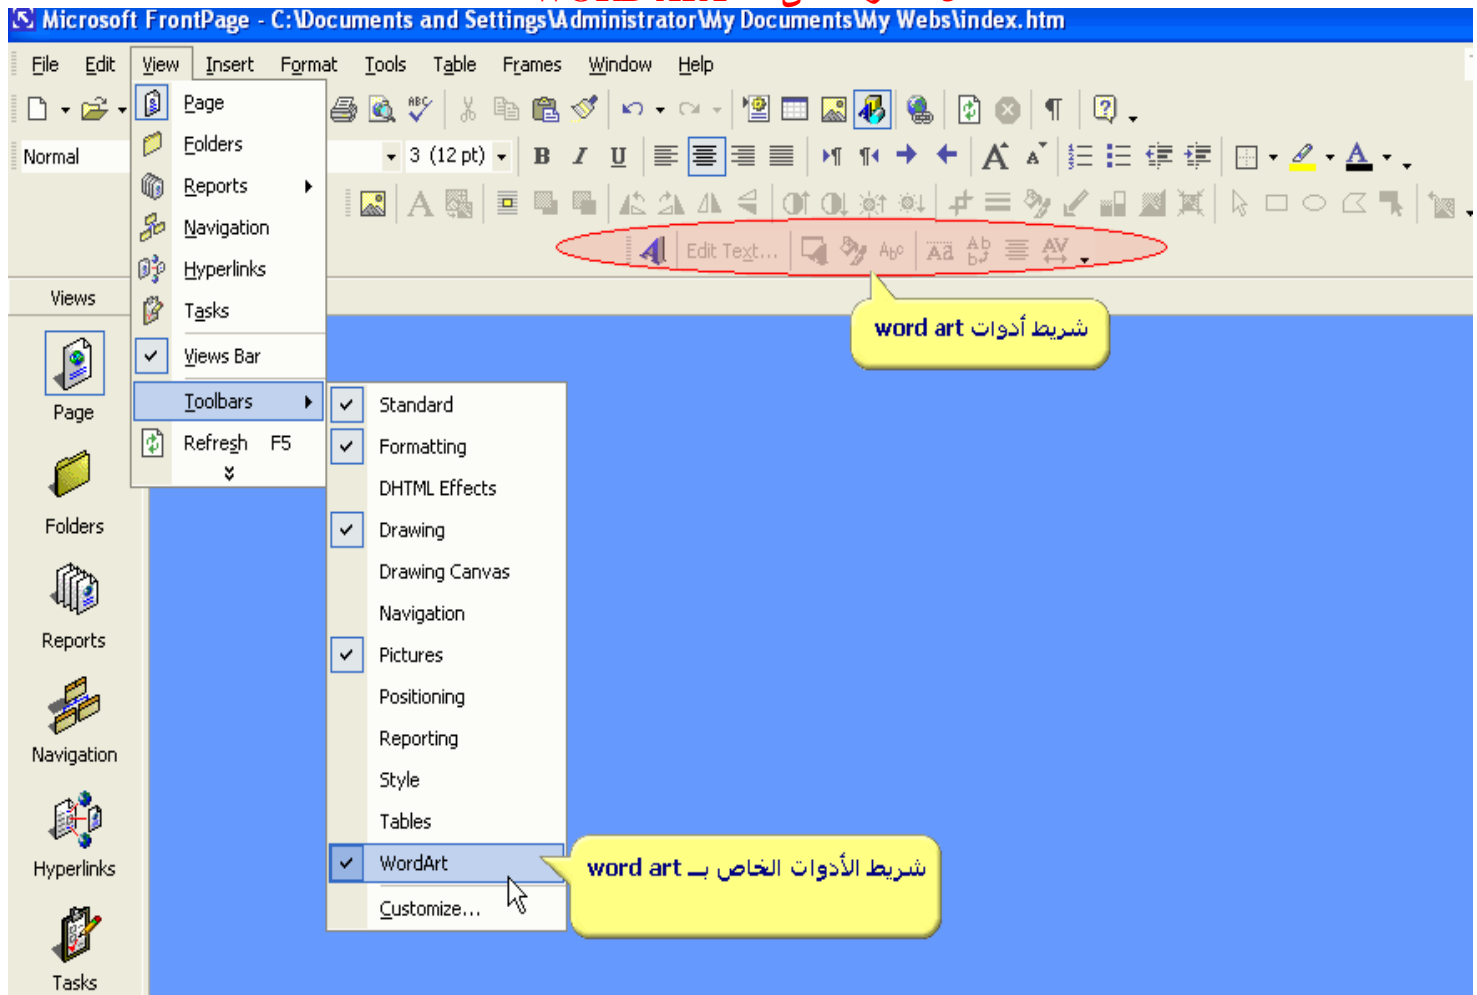 Microsoft FrontPage - C:\Documents and Settings\Administrator\My Documents\My Webs\index.htm
File Edit View Insert Format Tools Table Frames Window Help
Page
Folders
Reports
Navigation
Hyperlinks
Tasks
Views Bar
Toolbars
Refresh F5
Normal
3 (12 pt)
B I U
Edit Text...
شريط أدوات word art
Views
Page
Folders
Reports
Navigation
Hyperlinks
Tasks
Standard
Formatting
DHTML Effects
Drawing
Drawing Canvas
Navigation
Pictures
Positioning
Reporting
Style
Tables
WordArt
Customize...
شريط الأدوات الخاص بــ word art